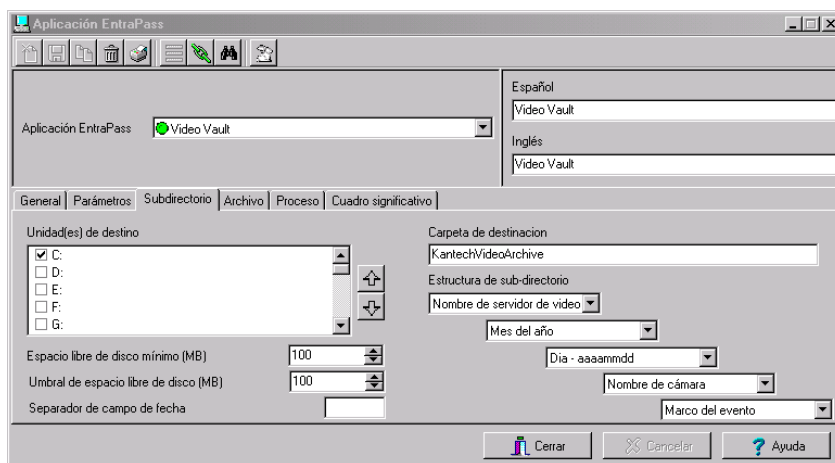 Aplicación EntraPass
Español
Video Vault
Aplicación EntraPass
Video Vault
Inglés
Video Vault
General
Parámetros
Subdirectorio
Archivo
Proceso
Cuadro significativo
Unidad(es) de destino
C:
D:
E:
F:
G:
Espacio libre de disco mínimo (MB)
100
Umbral de espacio libre de disco (MB)
100
Separador de campo de fecha
Carpeta de destinacion
KantechVideoArchive
Estructura de sub-directorio
Nombre de servidor de video
Mes del año
Dia - aaaammdd
Nombre de cámara
Marco del evento
Cerrar
Cancelar
Ayuda